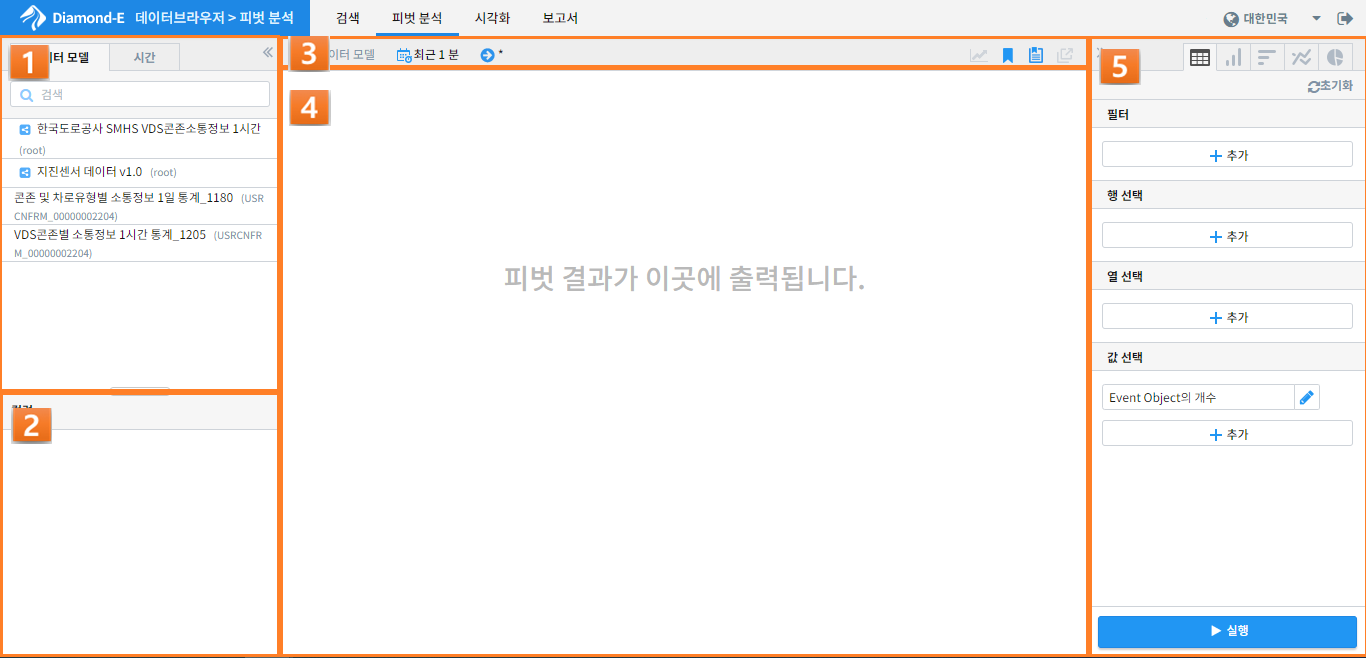 Diamond-E 데이터브라우저 > 피벗 분석
검색
피벗 분석
시각화
보고서
대한민국
1
터 모델
시간
검색
한국도로공사 SMHS VDS콘존소통정보 1시간
(root)
지진센서 데이터 v1.0 (root)
콘존 및 차로유형별 소통정보 1일 통계_1180 (USR
CNFRM_00000002204)
VDS콘존별 소통정보 1시간 통계_1205 (USRCNFR
M_00000002204)
2
3
이터 모델
최근 1 분
*
4
피벗 결과가 이곳에 출력됩니다.
5
초기화
필터
+ 추가
행 선택
+ 추가
열 선택
+ 추가
값 선택
Event Object의 개수
+ 추가
실행